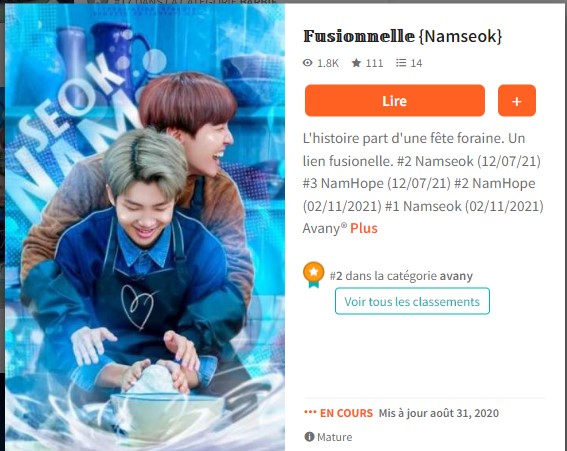 SEOK
NAM
𝔽𝕦𝕤𝕚𝕠𝕟𝕟𝕖𝕝𝕝𝕖 {Namseok}
1.8K 111 14
Lire +
L'histoire part d'une fête foraine. Un
lien fusionelle. #2 Namseok (12/07/21)
#3 NamHope (12/07/21) #2 NamHope
(02/11/2021) #1 Namseok (02/11/2021)
Avany® Plus
#2 dans la catégorie avany
Voir tous les classements
••• EN COURS Mis à jour août 31, 2020
Mature